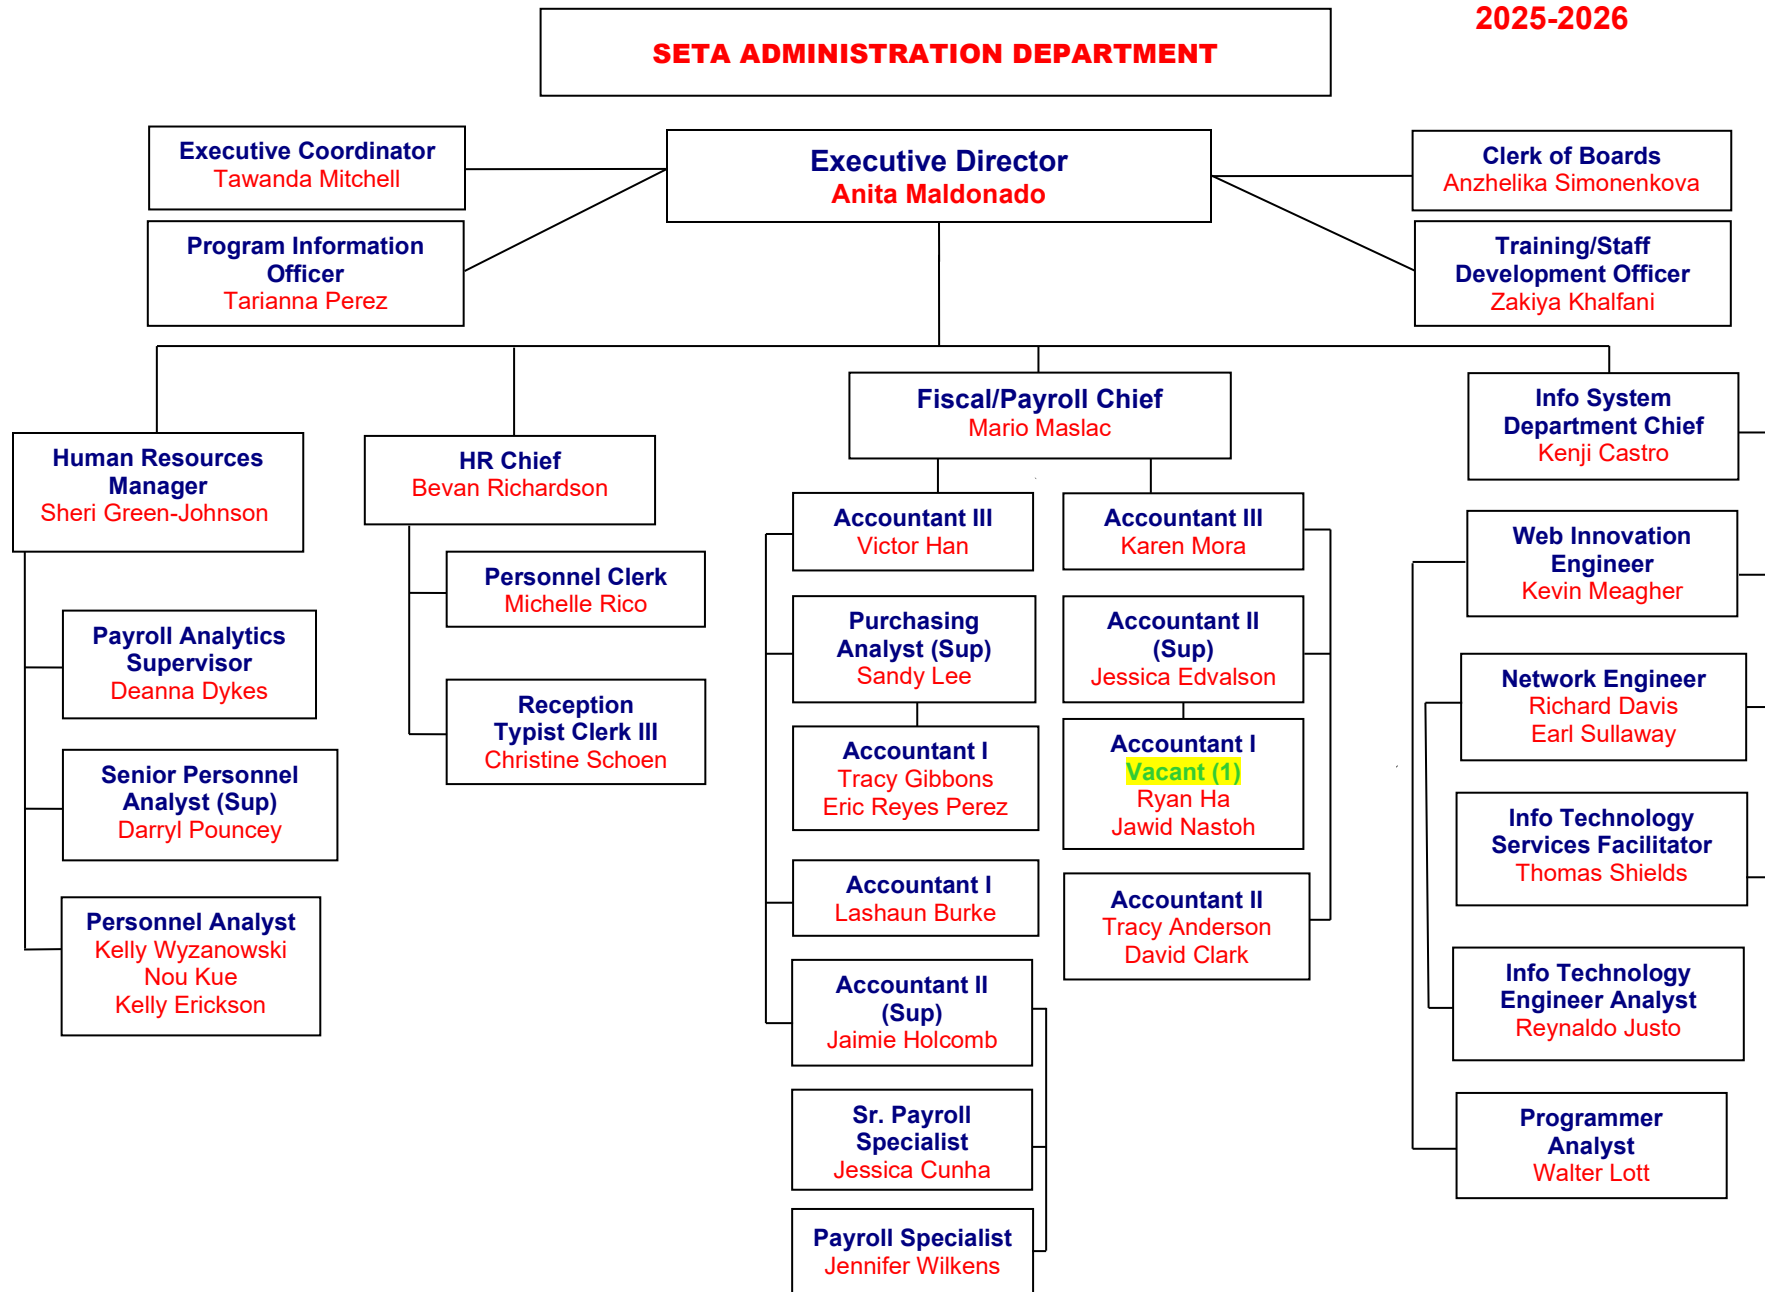 2025-2026
SETA ADMINISTRATION DEPARTMENT
Executive Coordinator
Tawanda Mitchell
Executive Director
Anita Maldonado
Clerk of Boards
Anzhelika Simonenkova
Program Information
Officer
Tarianna Perez
Training/Staff
Development Officer
Zakiya Khalfani
Human Resources
Manager
Sheri Green-Johnson
Payroll Analytics
Supervisor
Deanna Dykes
Senior Personnel
Analyst (Sup)
Darryl Pouncey
Personnel Analyst
Kelly Wyzanowski
Nou Kue
Kelly Erickson
HR Chief
Bevan Richardson
Personnel Clerk
Michelle Rico
Reception
Typist Clerk III
Christine Schoen
Fiscal/Payroll Chief
Mario Maslac
Accountant III
Victor Han
Purchasing
Analyst (Sup)
Sandy Lee
Accountant I
Tracy Gibbons
Eric Reyes Perez
Accountant I
Lashaun Burke
Accountant II
(Sup)
Jaimie Holcomb
Sr. Payroll
Specialist
Jessica Cunha
Payroll Specialist
Jennifer Wilkens
Accountant III
Karen Mora
Accountant II
(Sup)
Jessica Edvalson
Accountant I
Vacant (1)
Ryan Ha
Jawid Nastoh
Accountant II
Tracy Anderson
David Clark
Info System
Department Chief
Kenji Castro
Web Innovation
Engineer
Kevin Meagher
Network Engineer
Richard Davis
Earl Sullaway
Info Technology
Services Facilitator
Thomas Shields
Info Technology
Engineer Analyst
Reynaldo Justo
Programmer
Analyst
Walter Lott